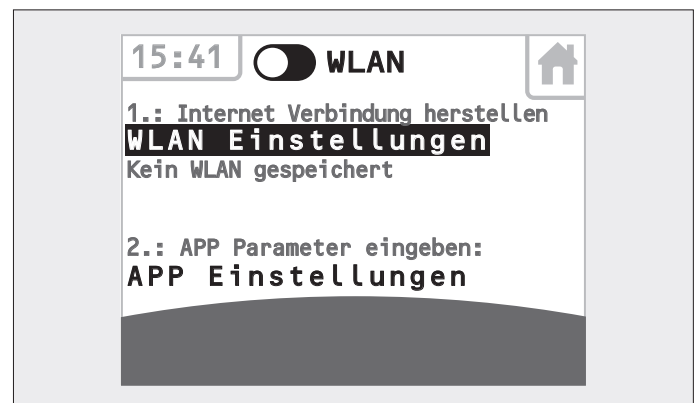 15:41 WLAN
1.: Internet Verbindung herstellen
WLAN Einstellungen
Kein WLAN gespeichert
2.: APP Parameter eingeben:
APP Einstellungen